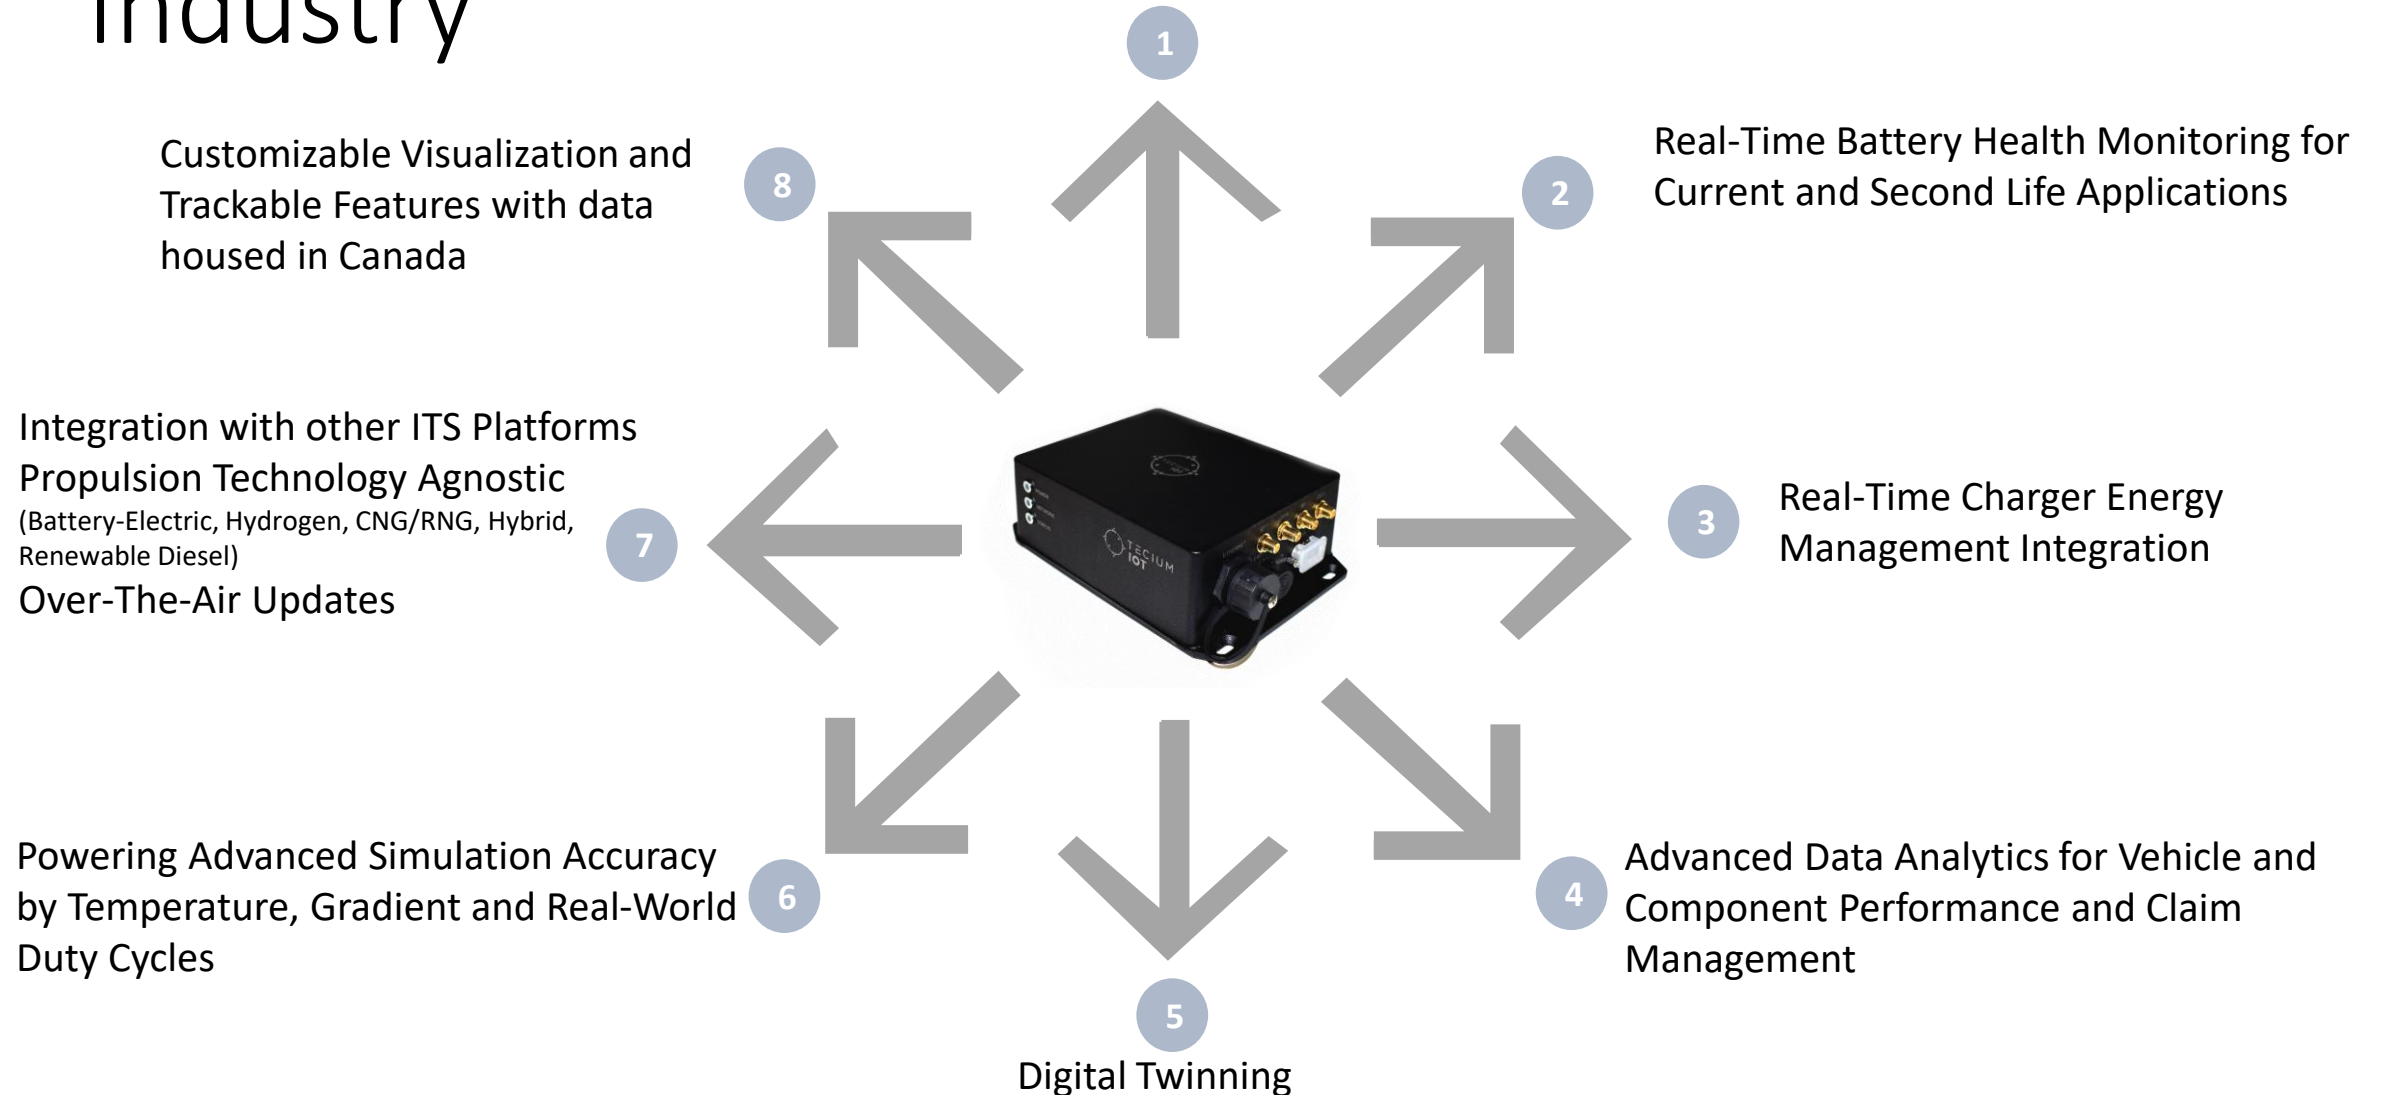 Industry
1
Customizable Visualization and
Trackable Features with data
housed in Canada
8
Real-Time Battery Health Monitoring for
Current and Second Life Applications
2
Integration with other ITS Platforms
Propulsion Technology Agnostic
(Battery-Electric, Hydrogen, CNG/RNG, Hybrid,
Renewable Diesel)
Over-The-Air Updates
7
TECIUM
IOT
3
Real-Time Charger Energy
Management Integration
Powering Advanced Simulation Accuracy
by Temperature, Gradient and Real-World
Duty Cycles
6
4
Advanced Data Analytics for Vehicle and
Component Performance and Claim
Management
5
Digital Twinning